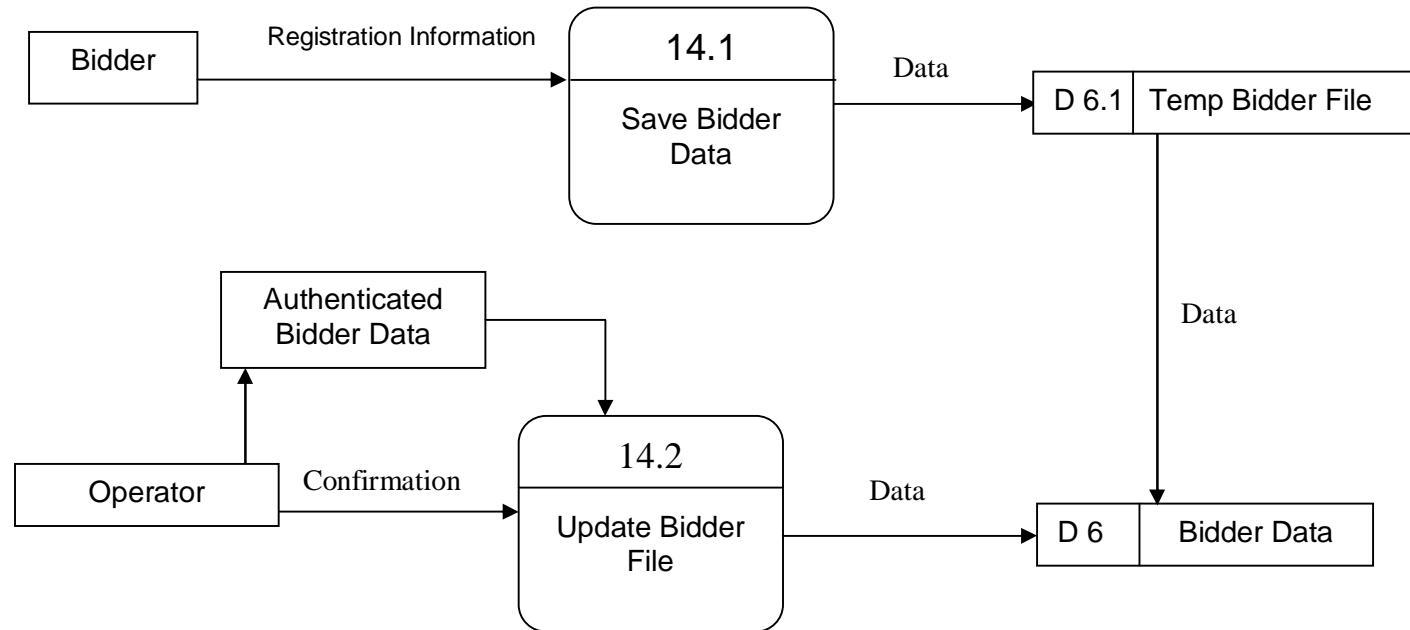 Registration Information
Bidder
14.1
Save Bidder
Data
Data
D 6.1
Temp Bidder File
Data
Authenticated
Bidder Data
Operator
Confirmation
14.2
Update Bidder
File
Data
D 6
Bidder Data